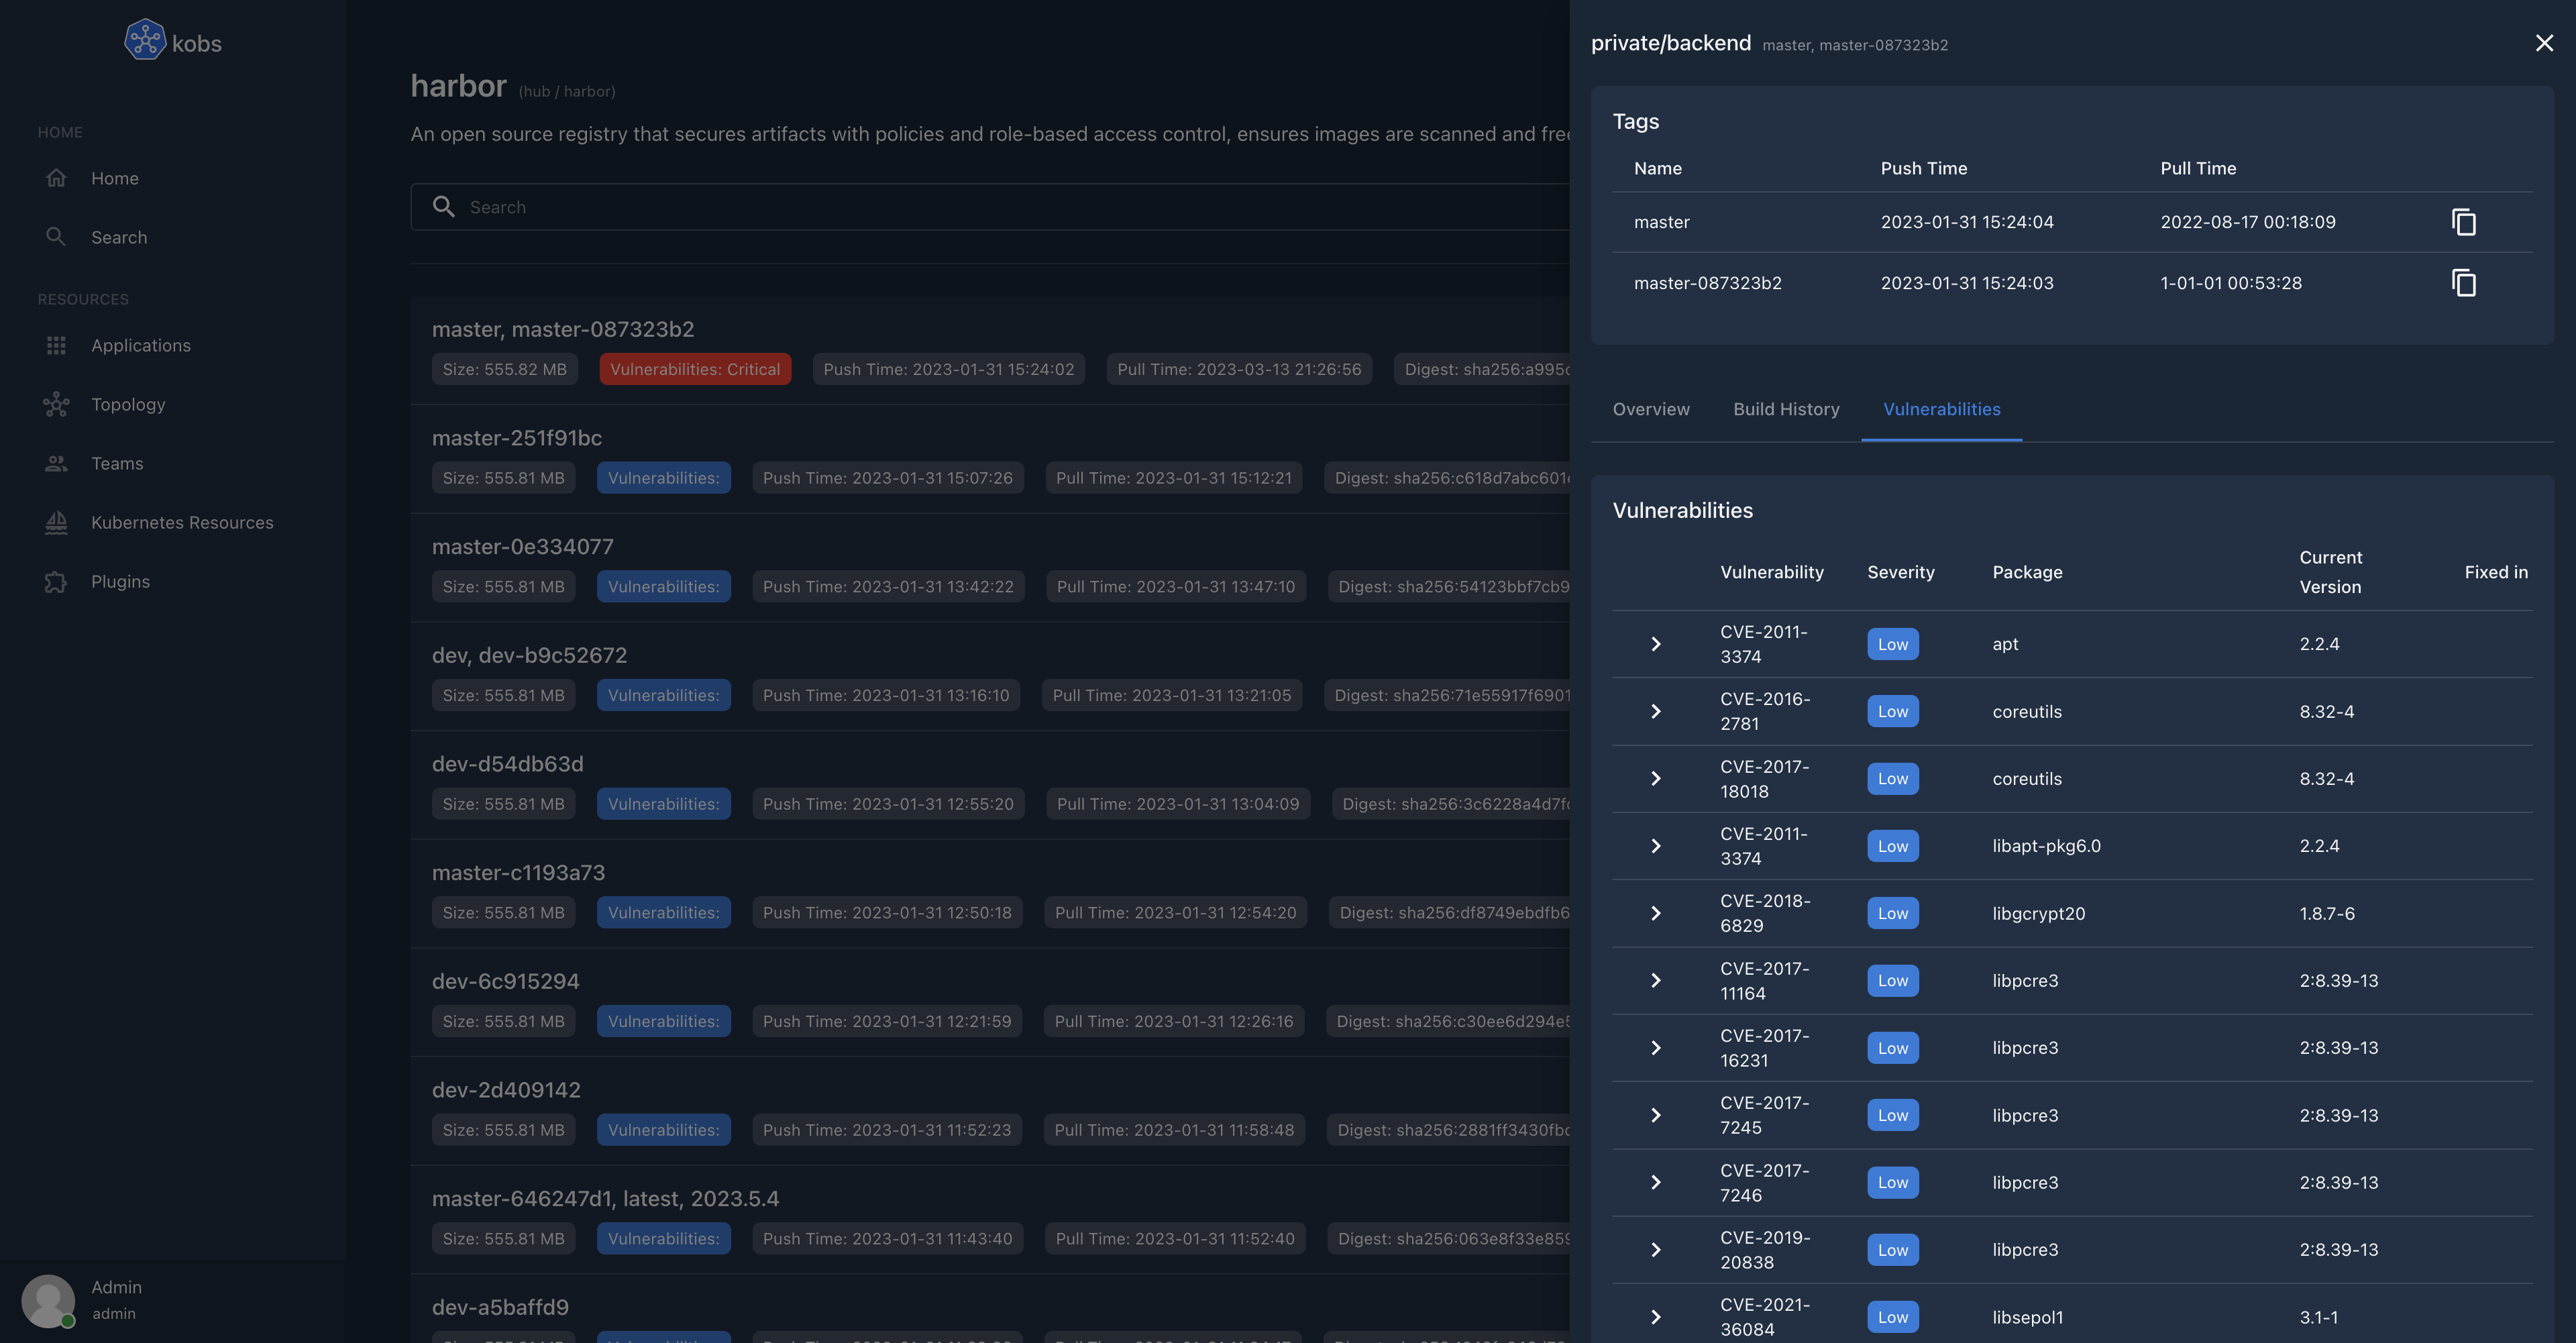 kobs
HOME
Home
Search
RESOURCES
Applications
Topology
Teams
Kubernetes Resources
Plugins
Admin
admin
harbor (hub / harbor)
An open source registry that secures artifacts with policies and role-based access control, ensures images are scanned and free
Search
master, master-087323b2
Size: 555.82 MB Vulnerabilities: Critical Push Time: 2023-01-31 15:24:02 Pull Time: 2023-03-13 21:26:56 Digest: sha256:a995c
master-251f91bc
Size: 555.81 MB Vulnerabilities: Push Time: 2023-01-31 15:07:26 Pull Time: 2023-01-31 15:12:21 Digest: sha256:c618d7abc601
master-0e334077
Size: 555.81 MB Vulnerabilities: Push Time: 2023-01-31 13:42:22 Pull Time: 2023-01-31 13:47:10 Digest: sha256:54123bbf7cb9
dev, dev-b9c52672
Size: 555.81 MB Vulnerabilities: Push Time: 2023-01-31 13:16:10 Pull Time: 2023-01-31 13:21:05 Digest: sha256:71e55917f6901
dev-d54db63d
Size: 555.81 MB Vulnerabilities: Push Time: 2023-01-31 12:55:20 Pull Time: 2023-01-31 13:04:09 Digest: sha256:3c6228a4d7f
master-c1193a73
Size: 555.81 MB Vulnerabilities: Push Time: 2023-01-31 12:50:18 Pull Time: 2023-01-31 12:54:20 Digest: sha256:df8749ebdfb6
dev-6c915294
Size: 555.81 MB Vulnerabilities: Push Time: 2023-01-31 12:21:59 Pull Time: 2023-01-31 12:26:16 Digest: sha256:c30ee6d294e5
dev-2d409142
Size: 555.81 MB Vulnerabilities: Push Time: 2023-01-31 11:52:23 Pull Time: 2023-01-31 11:58:48 Digest: sha256:2881ff3430fb
master-646247d1, latest, 2023.5.4
Size: 555.81 MB Vulnerabilities: Push Time: 2023-01-31 11:43:40 Pull Time: 2023-01-31 11:52:40 Digest: sha256:063e8f33e859
dev-a5baffd9
private/backend master, master-087323b2
Tags
Name Push Time Pull Time
master 2023-01-31 15:24:04 2022-08-17 00:18:09
master-087323b2 2023-01-31 15:24:03 1-01-01 00:53:28
Overview Build History Vulnerabilities
Vulnerabilities
Vulnerability Severity Package Current Version Fixed in
CVE-2011-3374 Low apt 2.2.4
CVE-2016-2781 Low coreutils 8.32-4
CVE-2017-18018 Low coreutils 8.32-4
CVE-2011-3374 Low libapt-pkg6.0 2.2.4
CVE-2018-6829 Low libgcrypt20 1.8.7-6
CVE-2017-11164 Low libpcre3 2:8.39-13
CVE-2017-16231 Low libpcre3 2:8.39-13
CVE-2017-7245 Low libpcre3 2:8.39-13
CVE-2017-7246 Low libpcre3 2:8.39-13
CVE-2019-20838 Low libpcre3 2:8.39-13
CVE-2021-36084 Low libsepol1 3.1-1